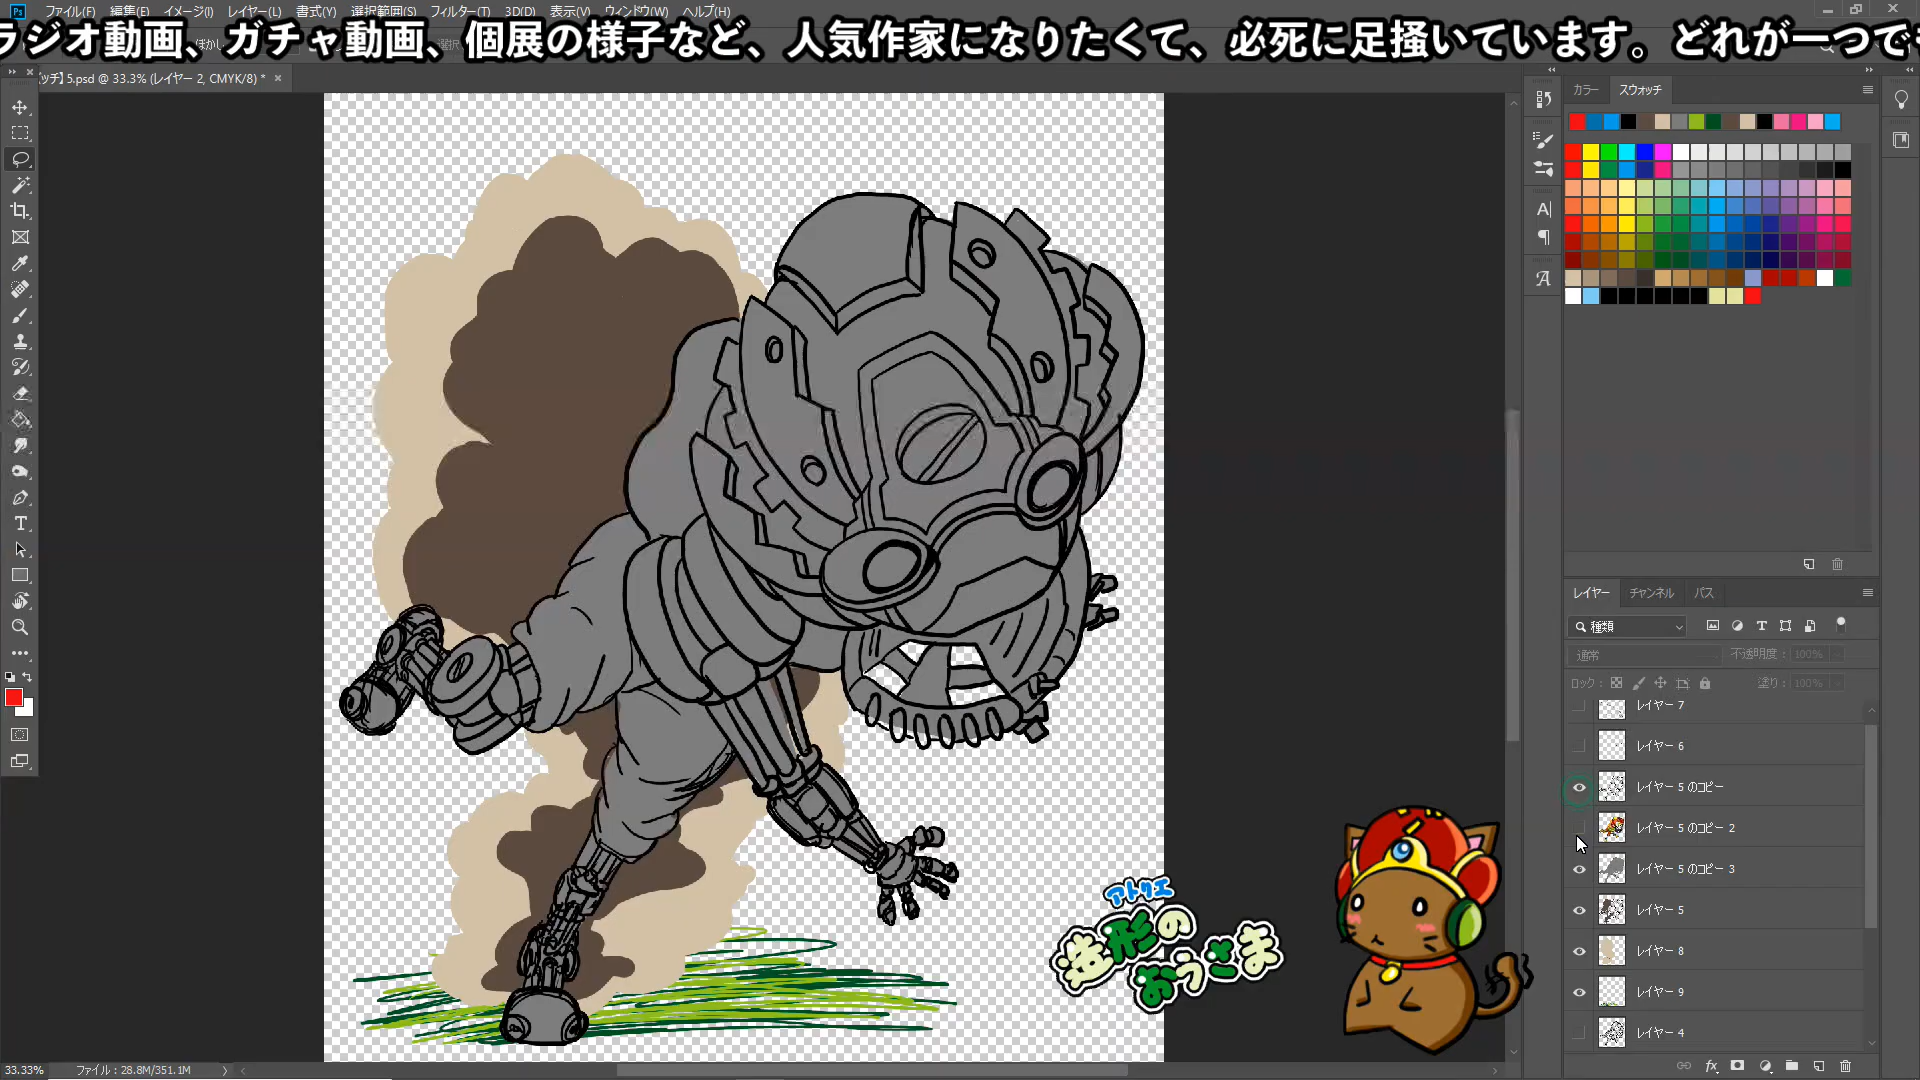 ファイル(F) 編集(E) イメージ(I) レイヤー(L) 書式(Y) 選択範囲(S) フィルター(T) 3D(D) 表示(V) ウィンドウ(W) ヘルプ(H)
ラジオ動画、ガチャ動画、個展の様子など、人気作家になりたくて、必死に足掻いています。どれが一つで
ッチ】5.psd @ 33.3% (レイヤー 2, CMYK/8) *
カラー スウォッチ
レイヤー チャンネル パス
種類
通常 不透明度: 100%
ロック: 塗り: 100%
レイヤー 7
レイヤー 6
レイヤー 5 のコピー
レイヤー 5 のコピー 2
レイヤー 5 のコピー 3
レイヤー 5
レイヤー 8
レイヤー 9
レイヤー 4
アトリエ
造形の
おうさま
33.33% ファイル : 28.8M/351.1M